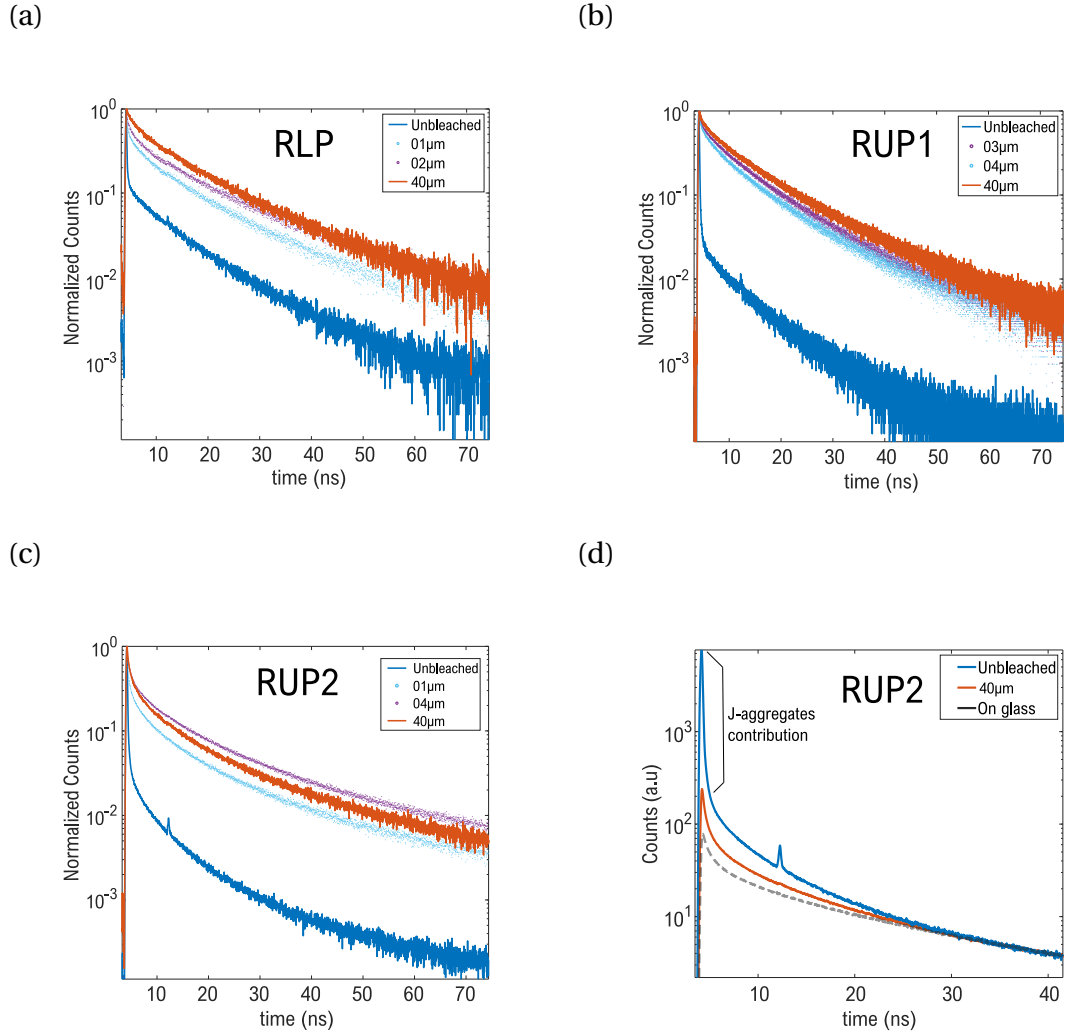 (a)
(b)
RLP
Unbleached
01μm
02μm
40μm
10⁰
10⁻¹
10⁻²
10⁻³
Normalized Counts
10 20 30 40 50 60 70
time (ns)
RUP1
Unbleached
03μm
04μm
40μm
10⁰
10⁻¹
10⁻²
10⁻³
Normalized Counts
10 20 30 40 50 60 70
time (ns)
(c)
(d)
RUP2
Unbleached
01μm
04μm
40μm
10⁰
10⁻¹
10⁻²
10⁻³
Normalized Counts
10 20 30 40 50 60 70
time (ns)
RUP2
Unbleached
40μm
On glass
J-aggregates
contribution
10³
10²
10¹
Counts (a.u)
10 20 30 40
time (ns)